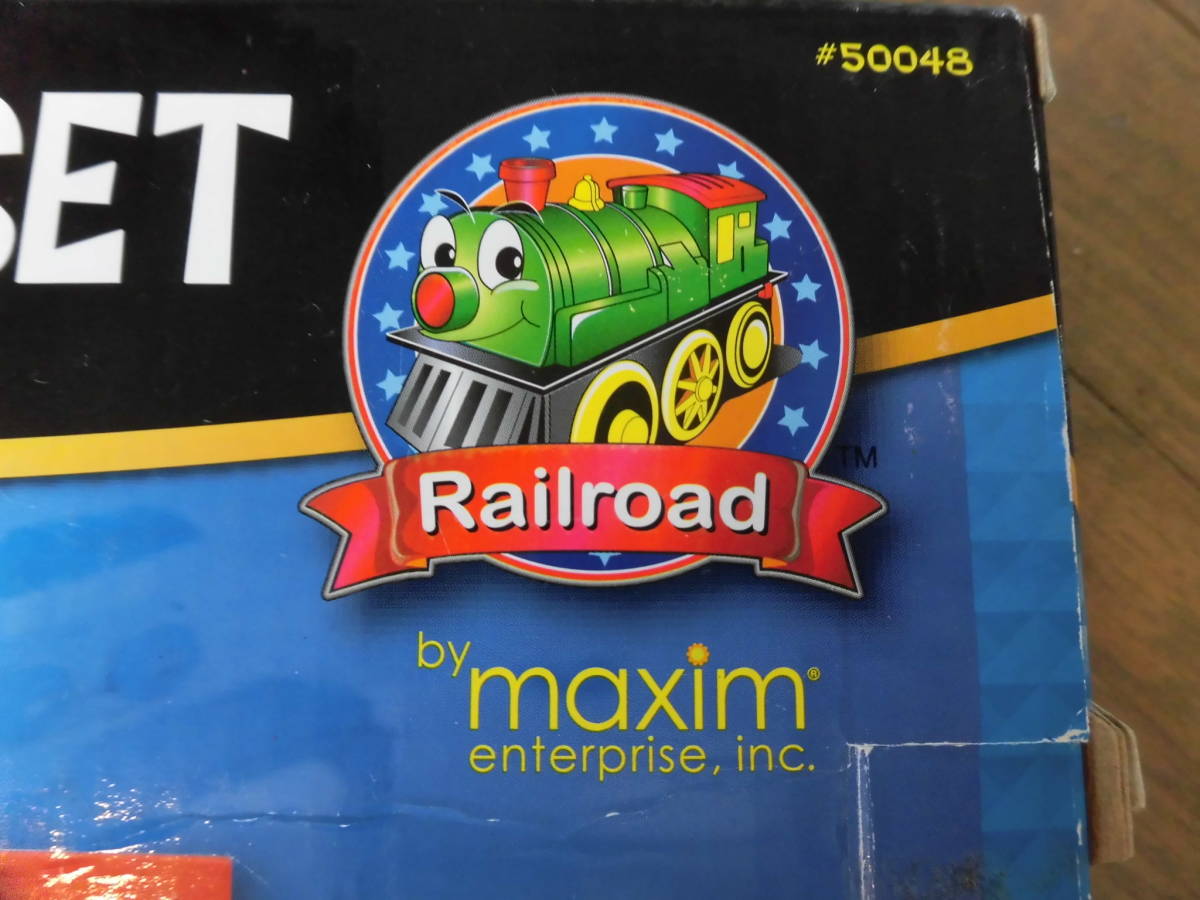 #50048
SET
Railroad
TM
by maxim®
enterprise, inc.